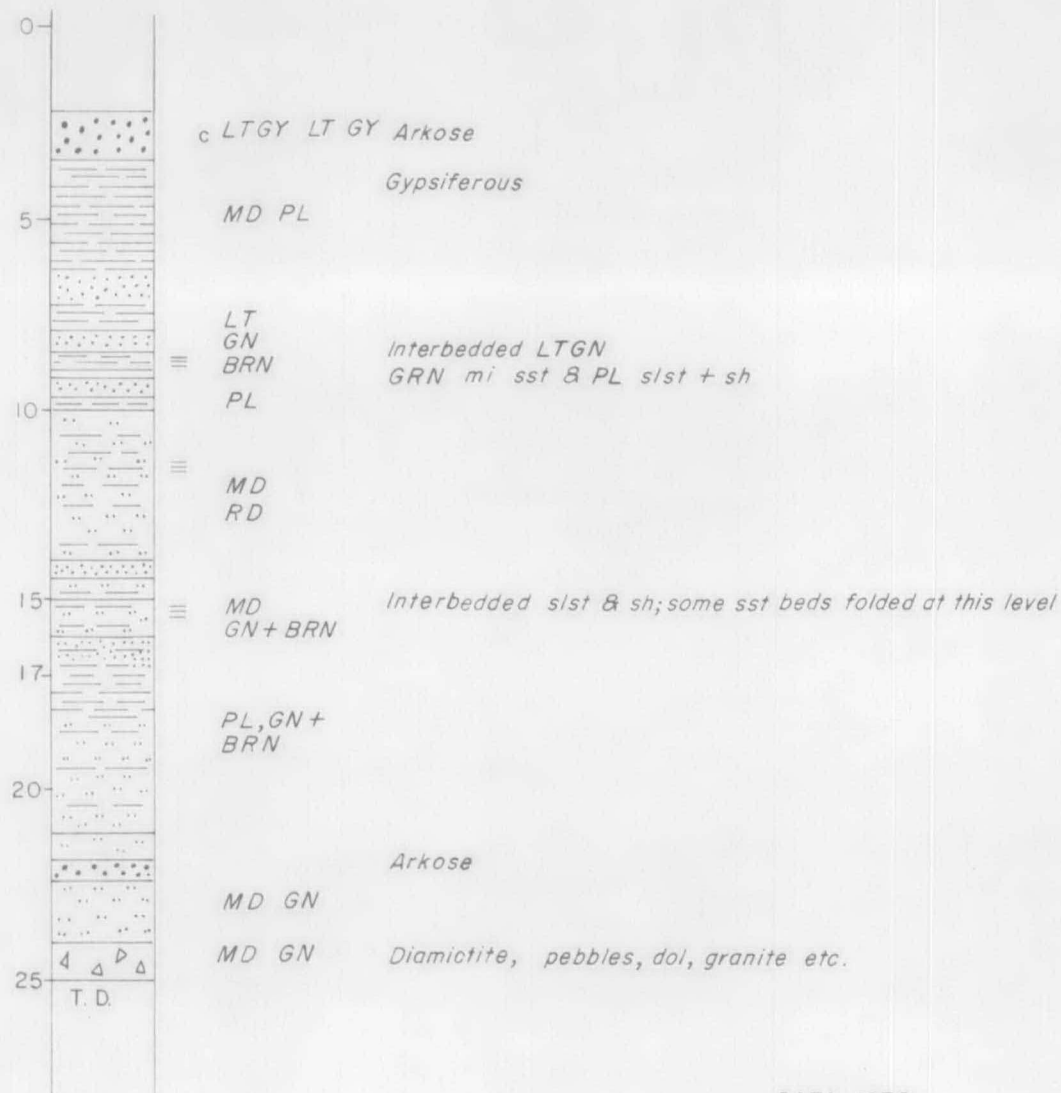 0
c LTGY LT GY Arkose
Gypsiferous
5
MD PL
LT
GN
BRN
Interbedded LTGN
GRN mi sst & PL slst + sh
PL
10
MD
RD
15
MD
GN + BRN
Interbedded slst & sh; some sst beds folded at this level
17
PL, GN +
BRN
20
Arkose
MD GN
MD GN Diamictite, pebbles, dol, granite etc.
25
T. D.